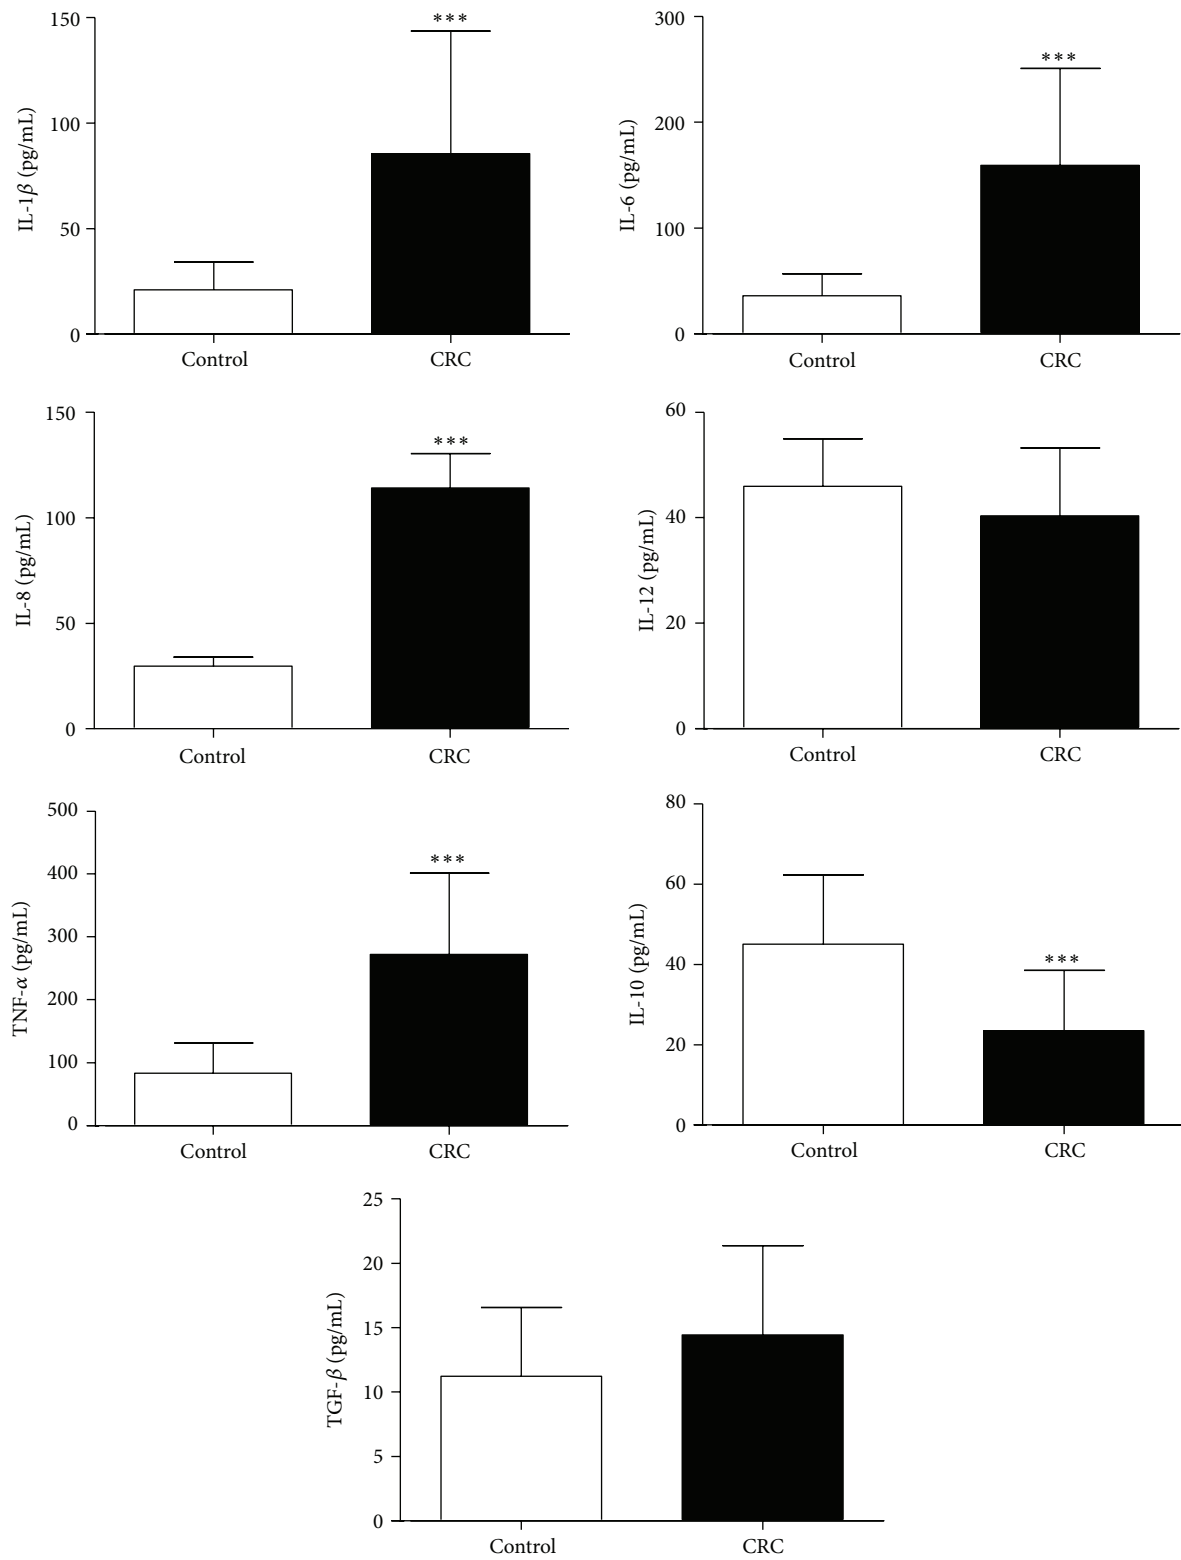 150
100
50
0
IL-1β (pg/mL)
***
Control
CRC
300
200
100
0
IL-6 (pg/mL)
***
Control
CRC
150
100
50
0
IL-8 (pg/mL)
***
Control
CRC
60
40
20
0
IL-12 (pg/mL)
Control
CRC
500
400
300
200
100
0
TNF-α (pg/mL)
***
Control
CRC
80
60
40
20
0
IL-10 (pg/mL)
***
Control
CRC
25
20
15
10
5
0
TGF-β (pg/mL)
Control
CRC